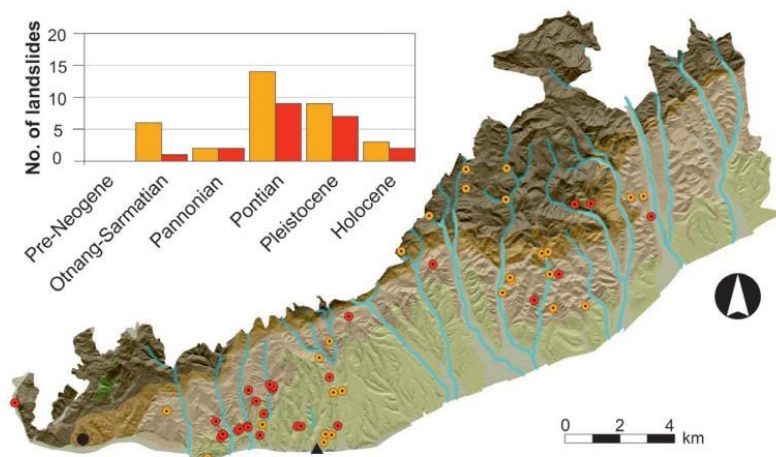 No. of landslides
20
15
10
5
0
Pre-Neogene
Otnang-Sarmatian
Pannonian
Pontian
Pleistocene
Holocene
0 2 4
km